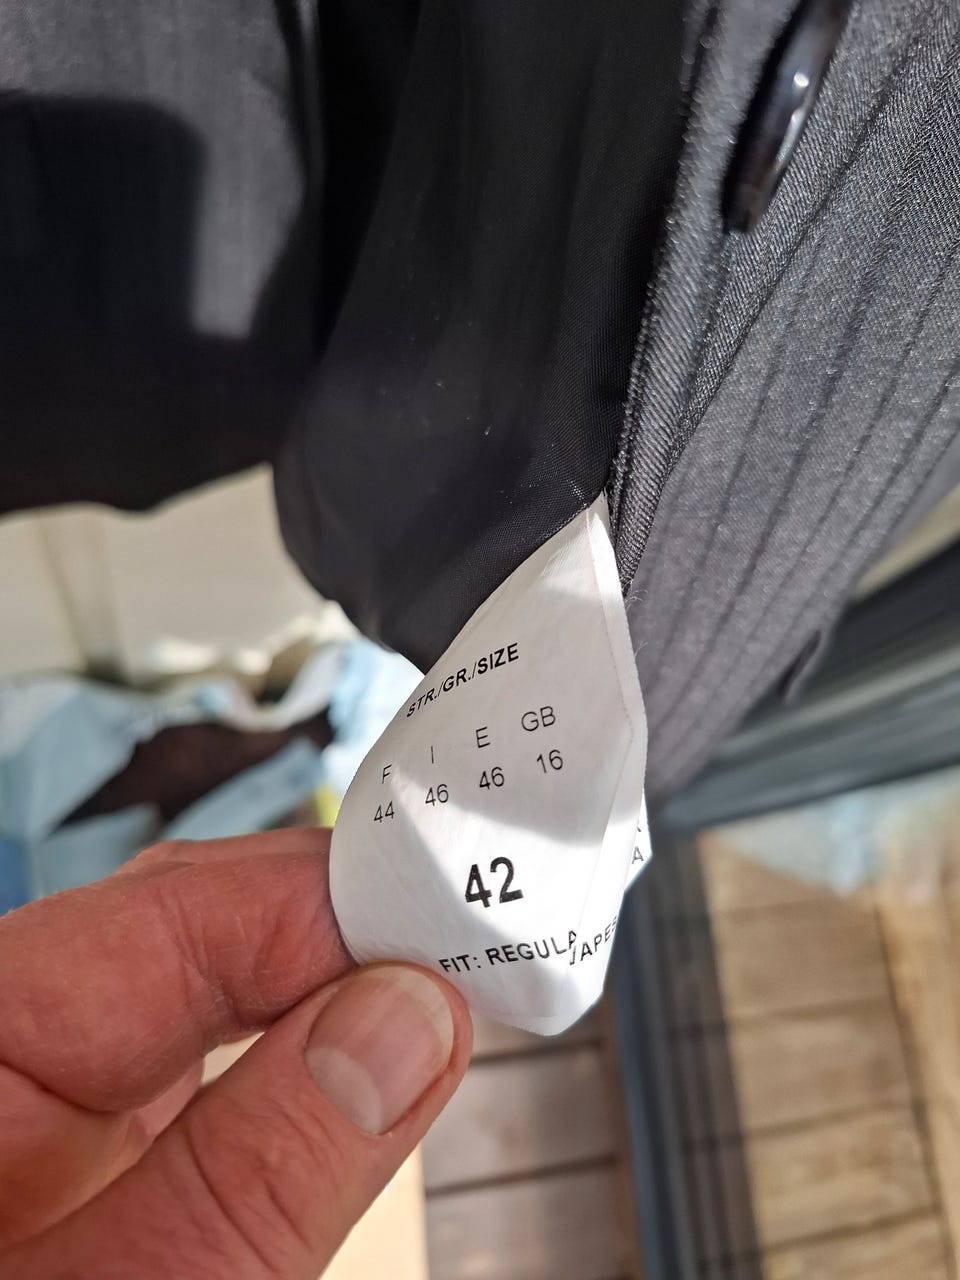 STR./GR./SIZE
F I E GB
44 46 46 16
42
FIT: REGULA
A